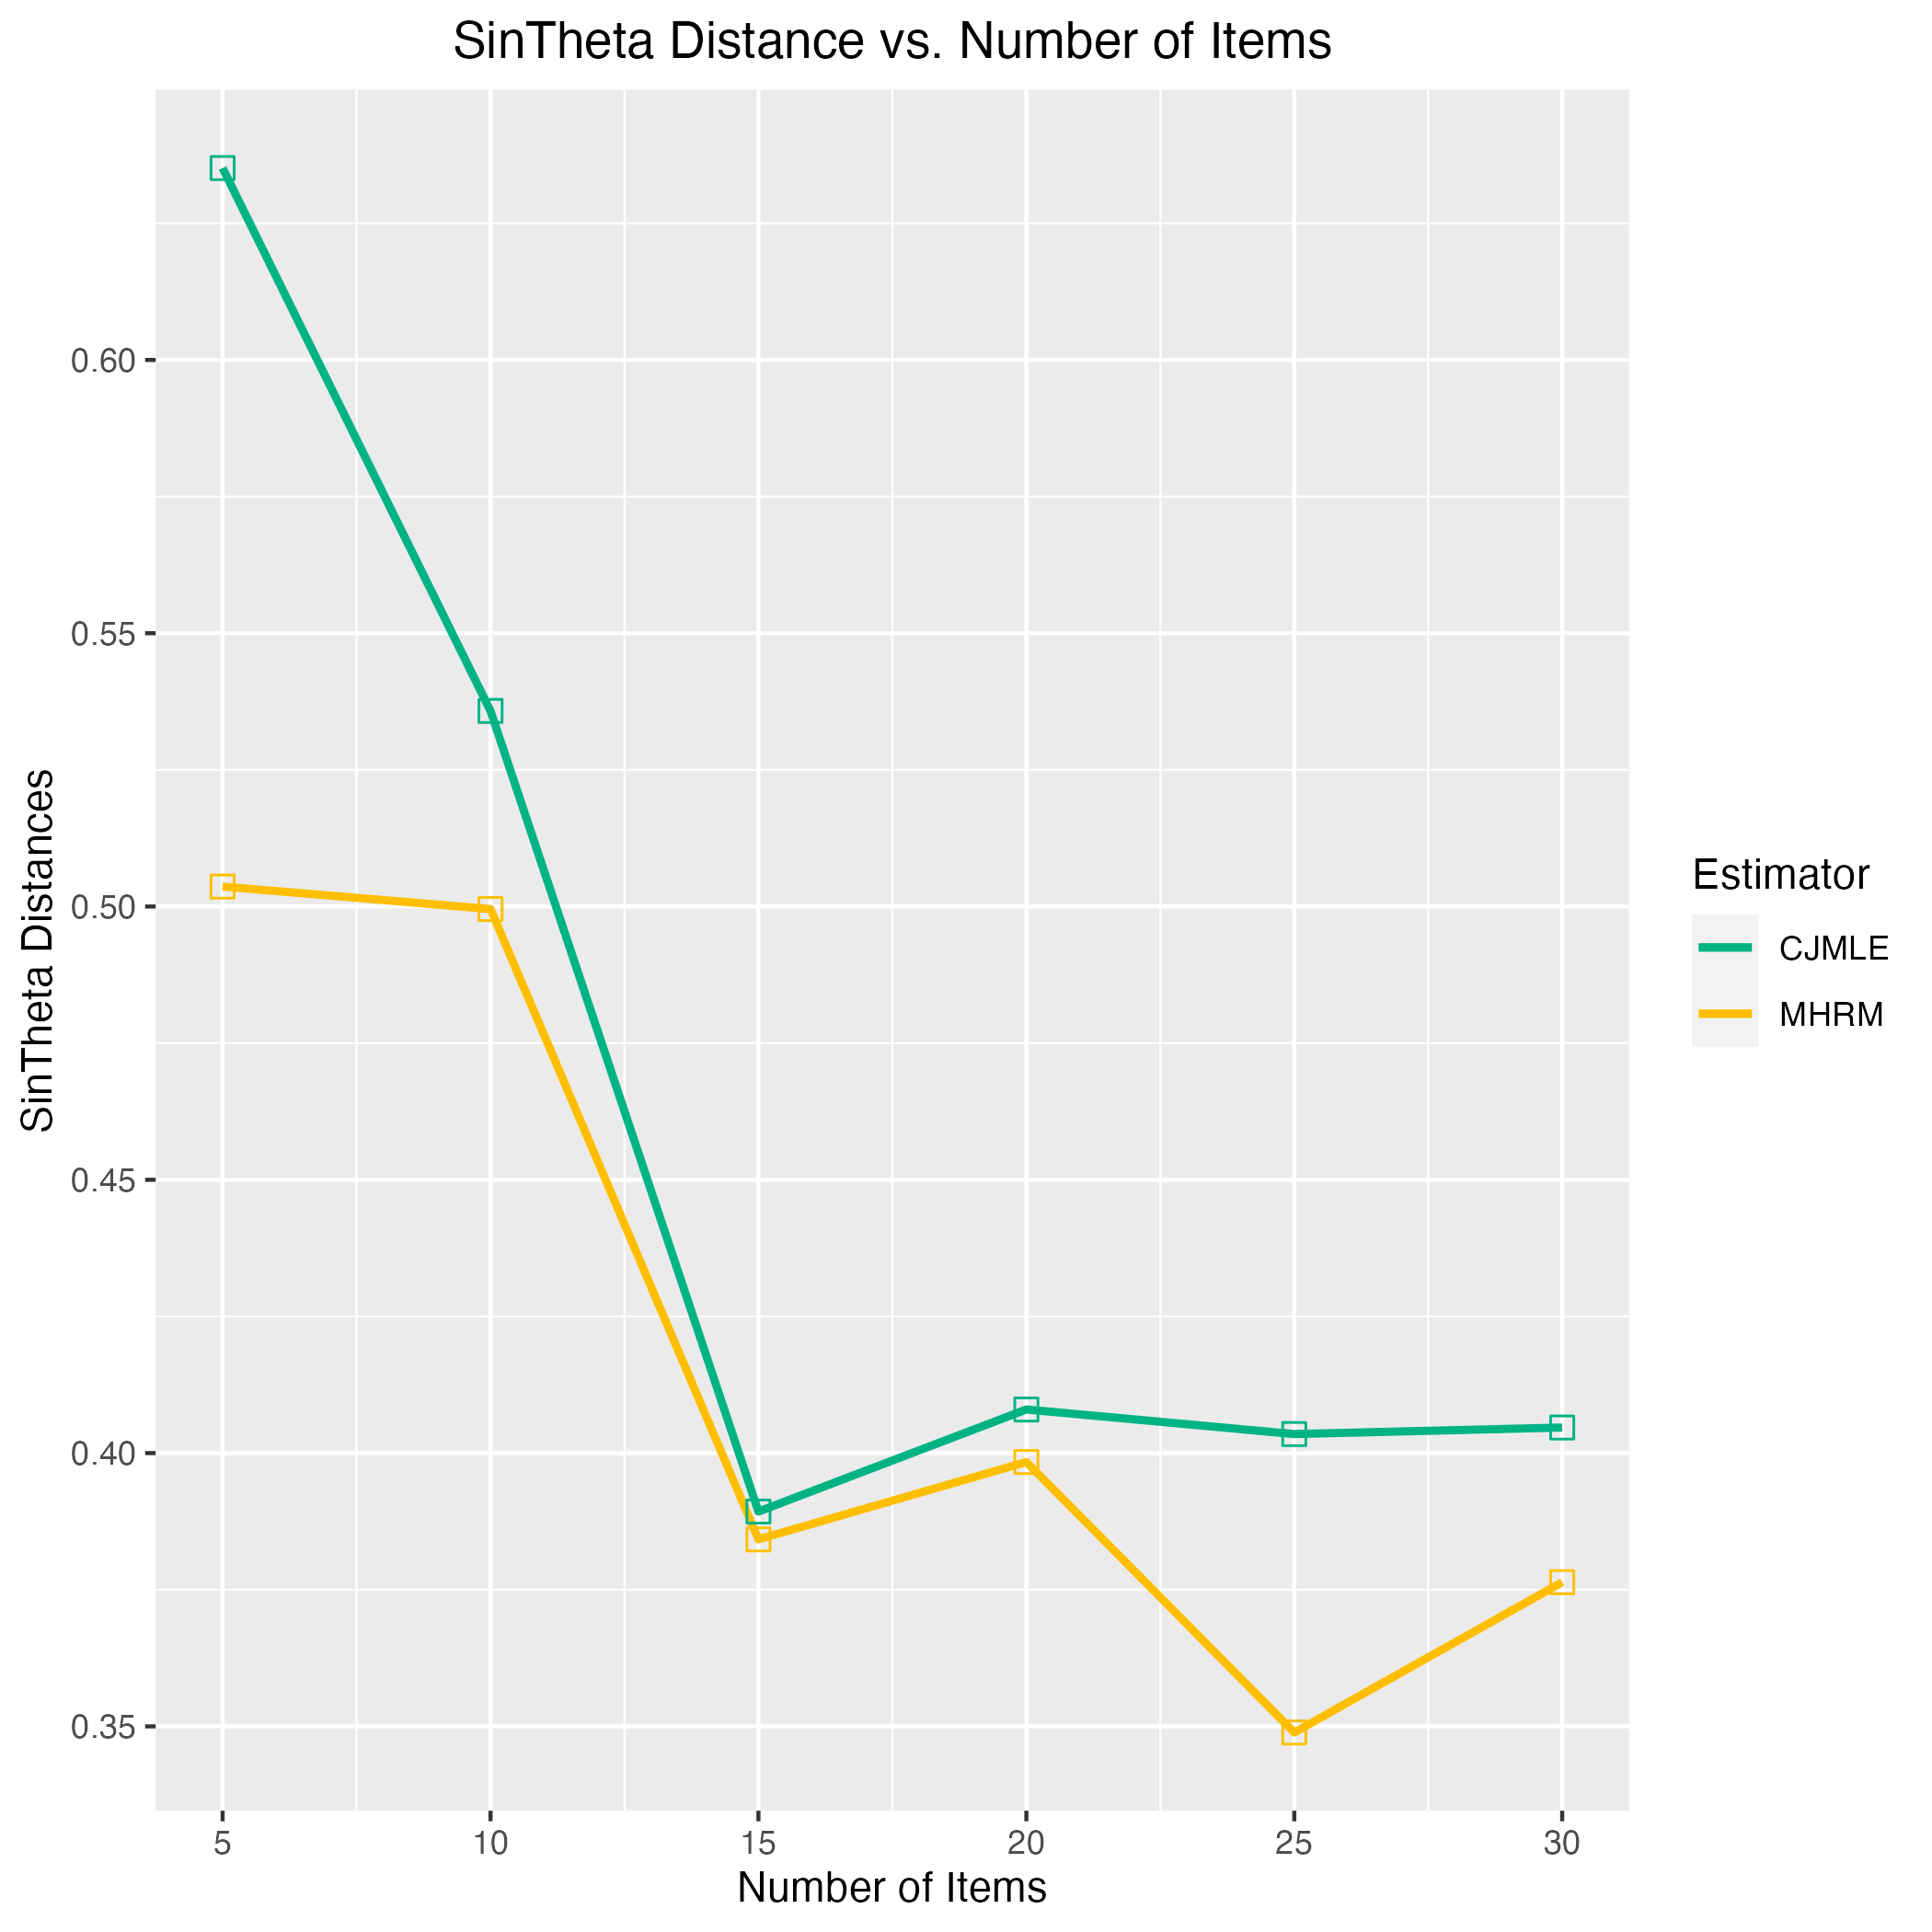 SinTheta Distance vs. Number of Items
SinTheta Distances
0.60
0.55
0.50
0.45
0.40
0.35
5 10 15 20 25 30
Number of Items
Estimator
CJMLE
MHRM